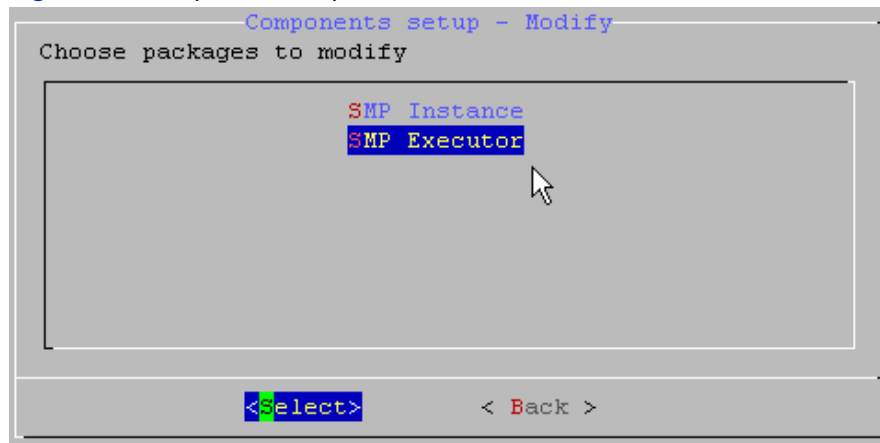 Components setup - Modify
Choose packages to modify
SMP Instance
SMP Executor
<Select>
< Back >